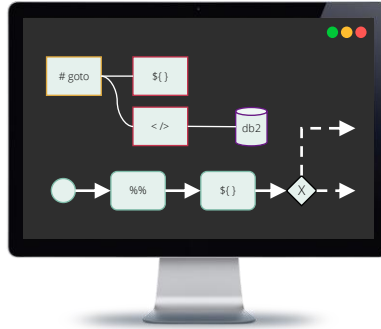 # goto
${ }
< />
db2
%%
${ }
X